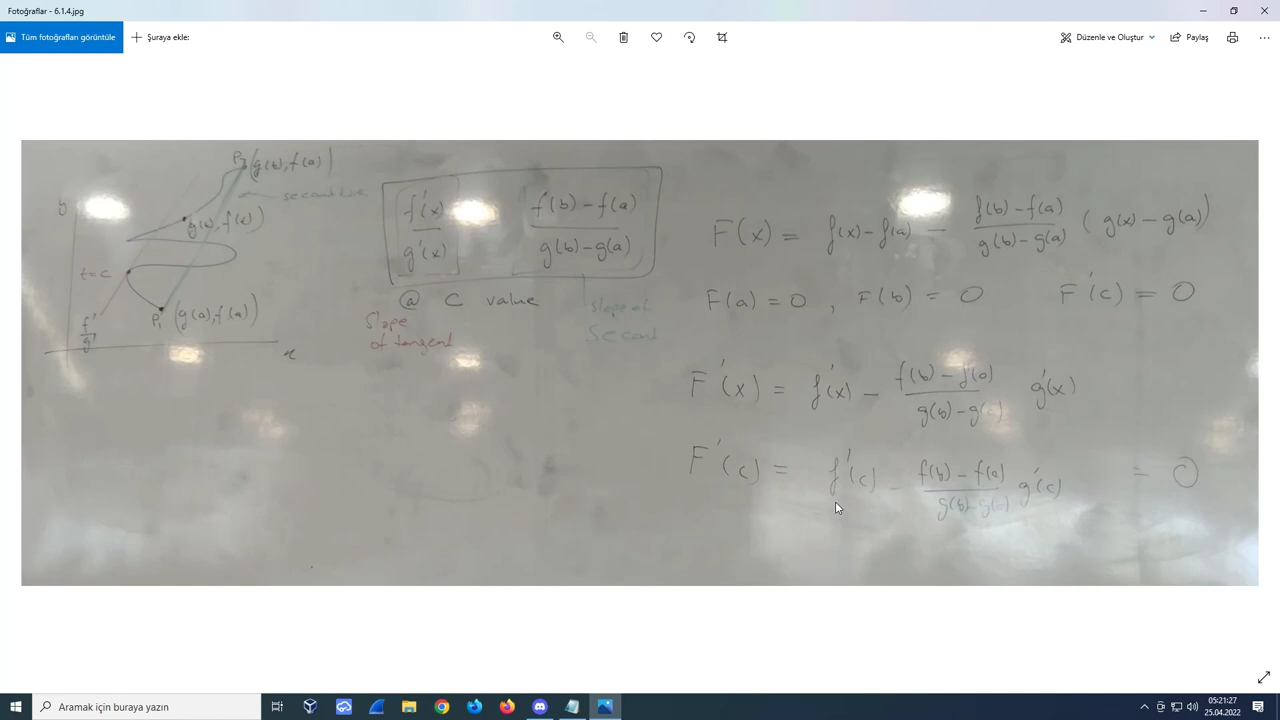 Fotoğraflar - 6.1.4.jpg
Tüm fotoğrafları görüntüle
Şuraya ekle:
Düzenle ve Oluştur
Paylaş
P₂ (g(b), f(a))
secant line
y
g(x), f(x))
t=c
P₁ (g(a), f(a))
f'/g'
x
f'(x)/g'(x) (f(b) - f(a))/(g(b) - g(a))
@ C value
Slope of tangent
slope of Secant
F(x) = f(x) - f(a) - (f(b) - f(a))/(g(b) - g(a)) (g(x) - g(a))
F(a) = 0 , F(b) = 0 F'(c) = 0
F'(x) = f'(x) - (f(b) - f(a))/(g(b) - g( g'(x)
F'(c) = f'(c) - (f(b) - f(a))/(g(b) - g(a)) g'(c) = 0
Aramak için buraya yazın
05:21:27
25.04.2022